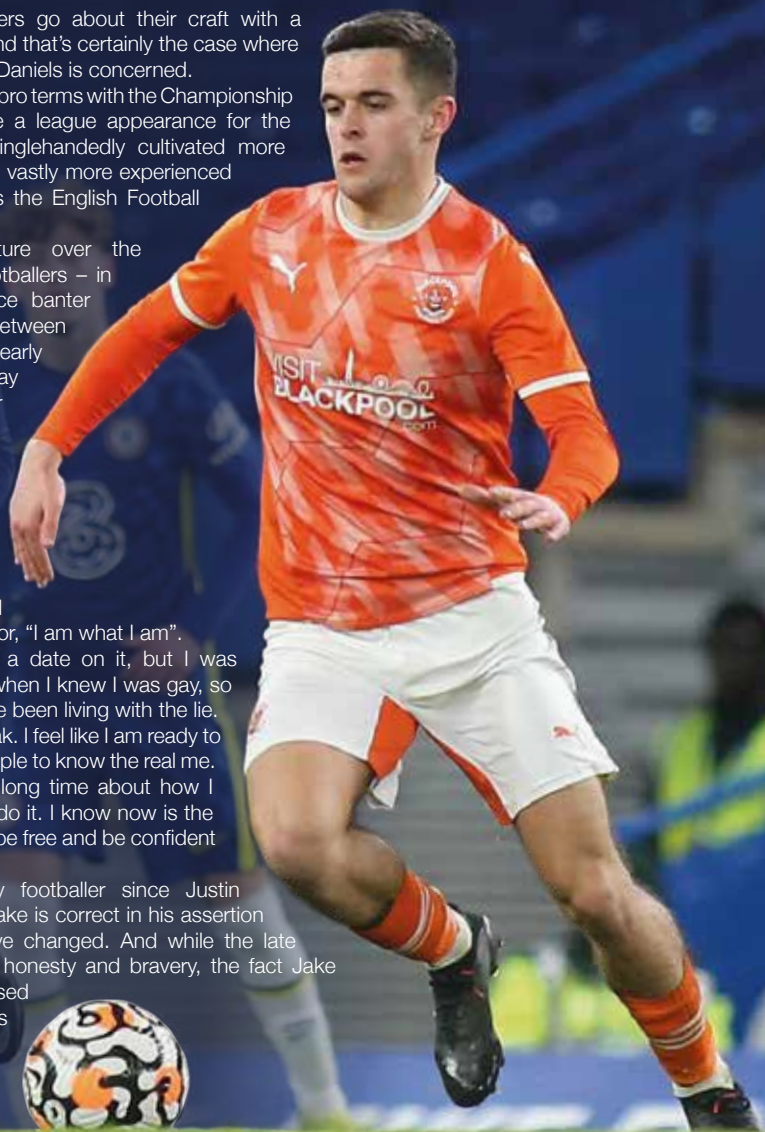 ers go about their craft with a
nd that's certainly the case where
Daniels is concerned.
pro terms with the Championship
e a league appearance for the
inglehandedly cultivated more
vastly more experienced
s the English Football
ture over the
otballers – in
ce banter
etween
early
ay
or, "I am what I am".
a date on it, but I was
when I knew I was gay, so
e been living with the lie.
ak. I feel like I am ready to
ple to know the real me.
long time about how I
do it. I know now is the
be free and be confident
y footballer since Justin
ake is correct in his assertion
ve changed. And while the late
honesty and bravery, the fact Jake
sed
s
VISIT
BLACKPOOL
.com